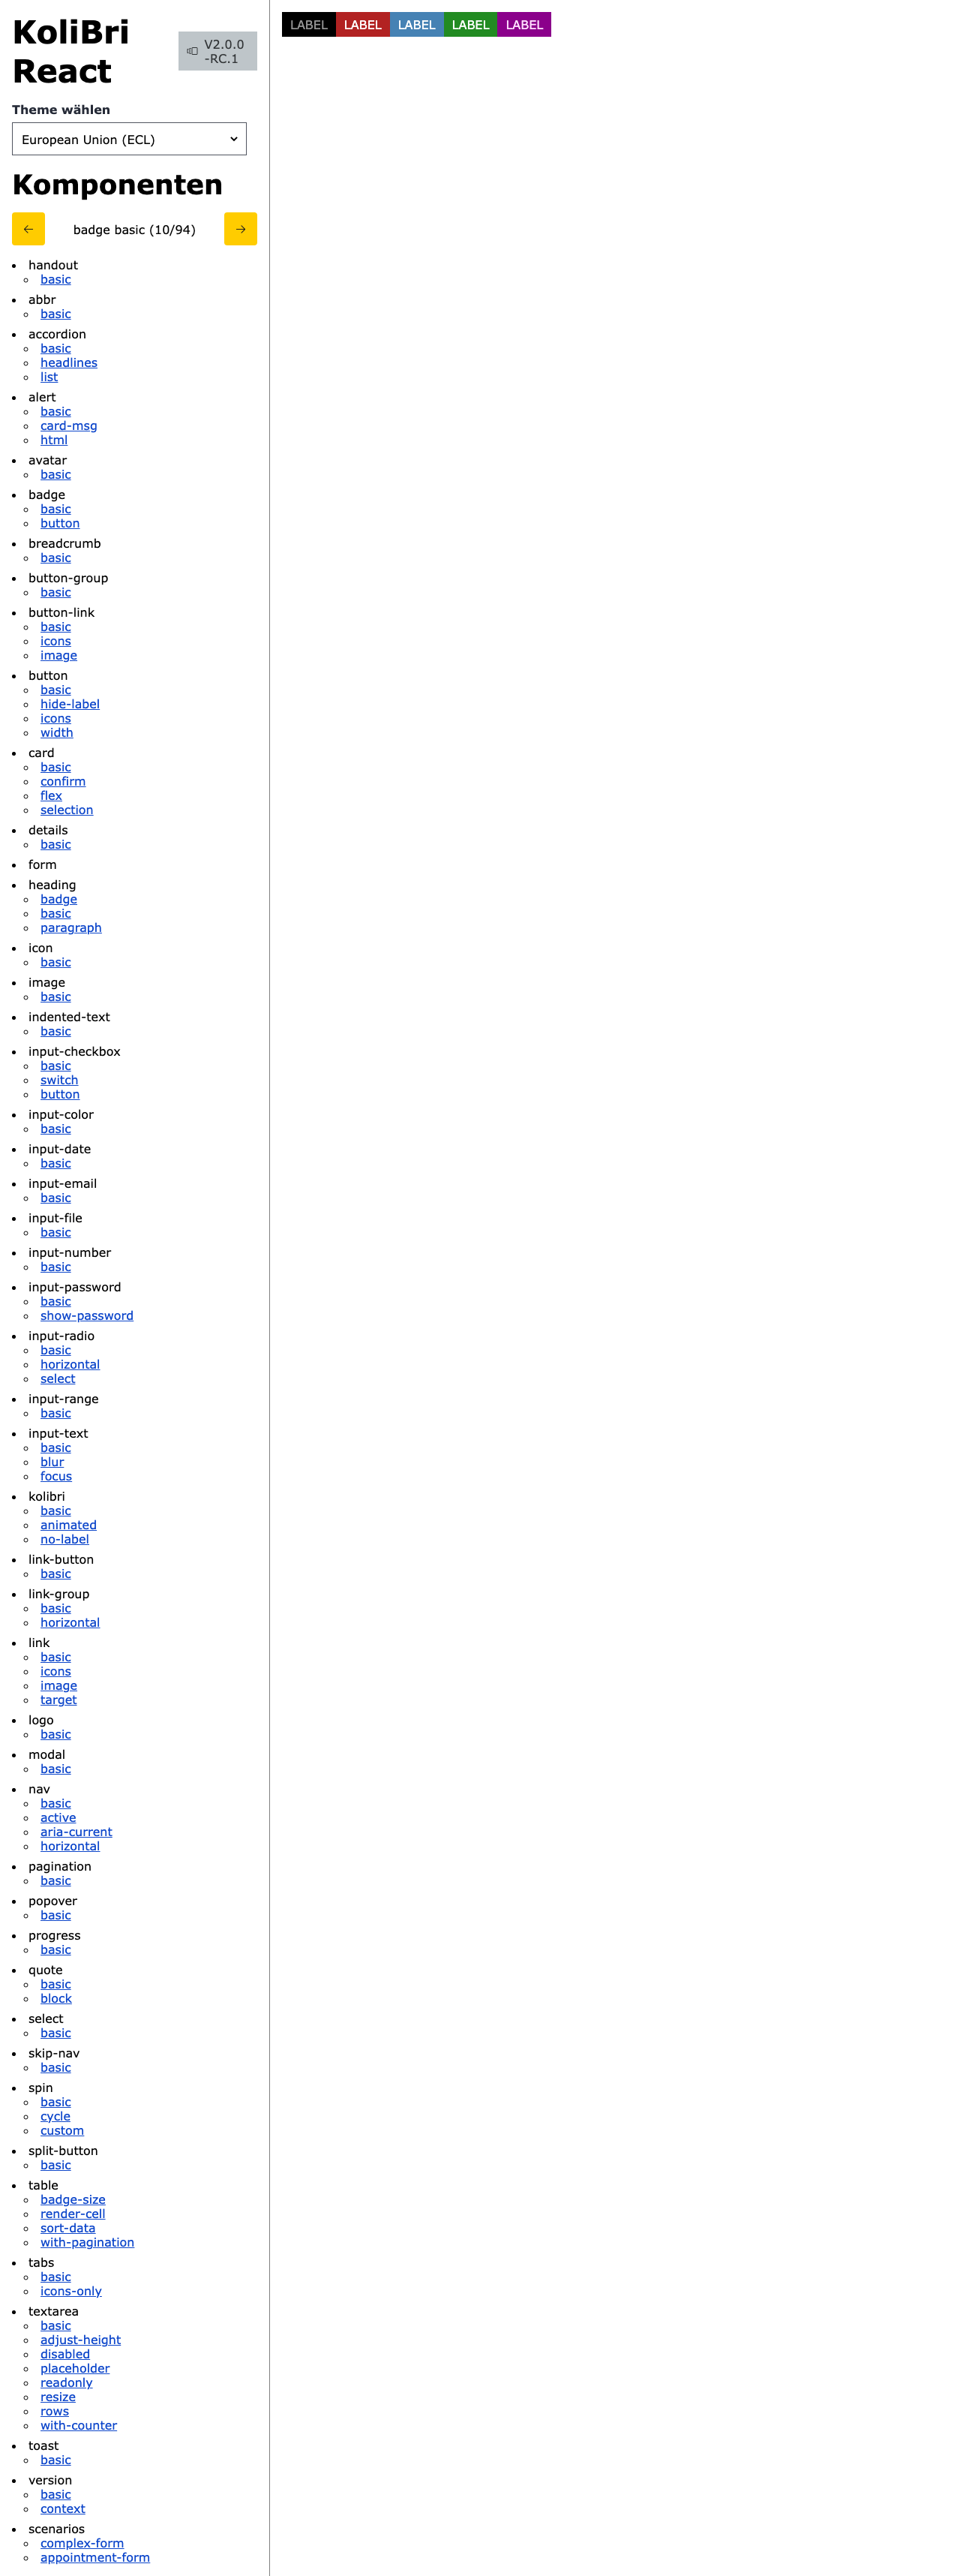 KoliBri
React
V2.0.0
-RC.1
Theme wählen
European Union (ECL)
Komponenten
badge basic (10/94)
handout
basic
abbr
basic
accordion
basic
headlines
list
alert
basic
card-msg
html
avatar
basic
badge
basic
button
breadcrumb
basic
button-group
basic
button-link
basic
icons
image
button
basic
hide-label
icons
width
card
basic
confirm
flex
selection
details
basic
form
heading
badge
basic
paragraph
icon
basic
image
basic
indented-text
basic
input-checkbox
basic
switch
button
input-color
basic
input-date
basic
input-email
basic
input-file
basic
input-number
basic
input-password
basic
show-password
input-radio
basic
horizontal
select
input-range
basic
input-text
basic
blur
focus
kolibri
basic
animated
no-label
link-button
basic
link-group
basic
horizontal
link
basic
icons
image
target
logo
basic
modal
basic
nav
basic
active
aria-current
horizontal
pagination
basic
popover
basic
progress
basic
quote
basic
block
select
basic
skip-nav
basic
spin
basic
cycle
custom
split-button
basic
table
badge-size
render-cell
sort-data
with-pagination
tabs
basic
icons-only
textarea
basic
adjust-height
disabled
placeholder
readonly
resize
rows
with-counter
toast
basic
version
basic
context
scenarios
complex-form
appointment-form
LABEL LABEL LABEL LABEL LABEL